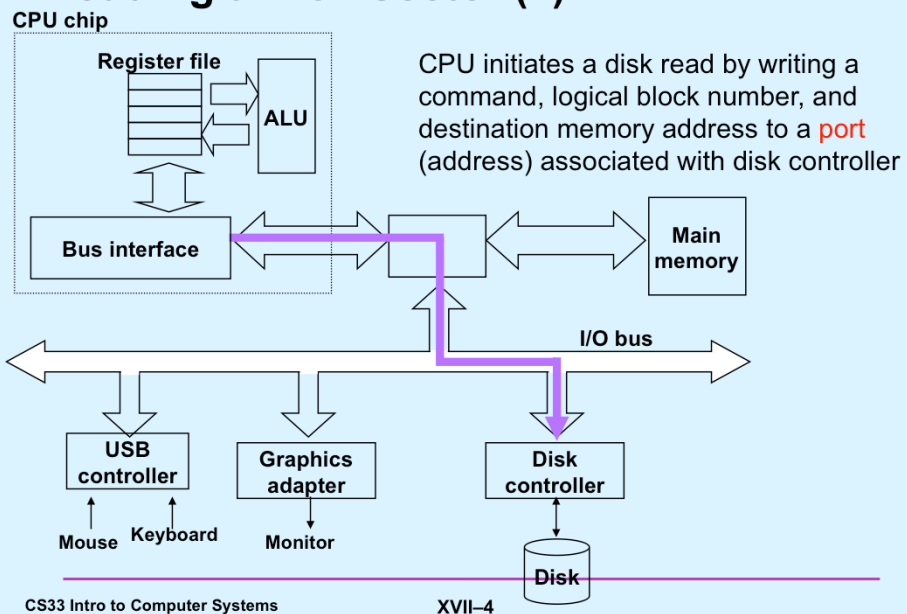 CPU chip
Register file
ALU
CPU initiates a disk read by writing a
command, logical block number, and
destination memory address to a port
(address) associated with disk controller
Bus interface
Main
memory
I/O bus
USB
controller
Graphics
adapter
Disk
controller
Mouse
Keyboard
Monitor
Disk
CS33 Intro to Computer Systems
XVII–4